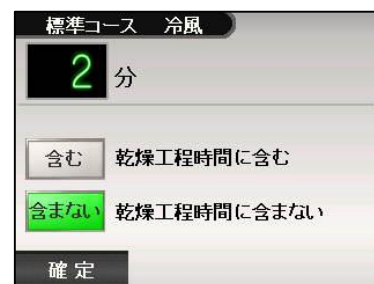 標準コース 冷風
2 分
含む 乾燥工程時間に含む
含まない 乾燥工程時間に含まない
確定